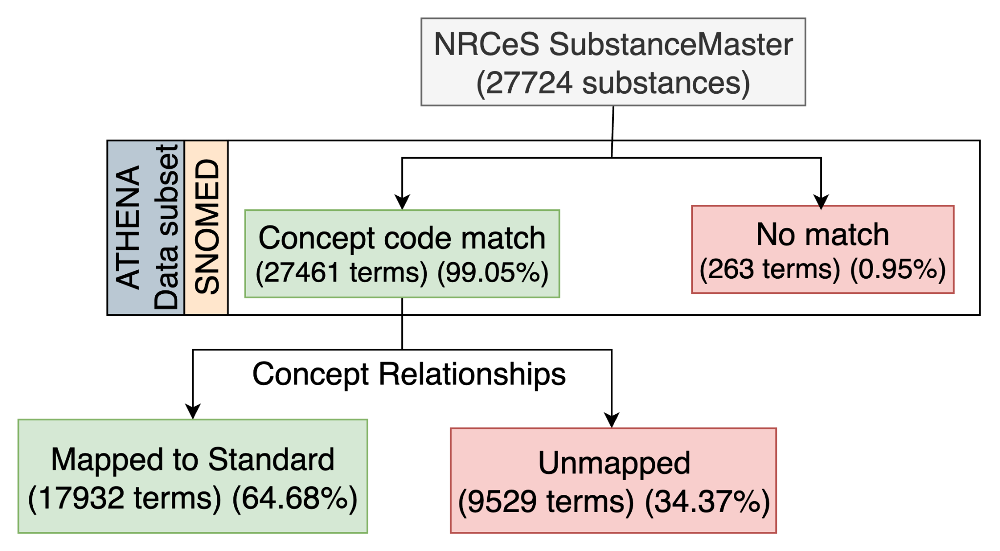 NRCeS SubstanceMaster
(27724 substances)
ATHENA
Data subset
SNOMED
Concept code match
(27461 terms) (99.05%)
No match
(263 terms) (0.95%)
Concept Relationships
Mapped to Standard
(17932 terms) (64.68%)
Unmapped
(9529 terms) (34.37%)